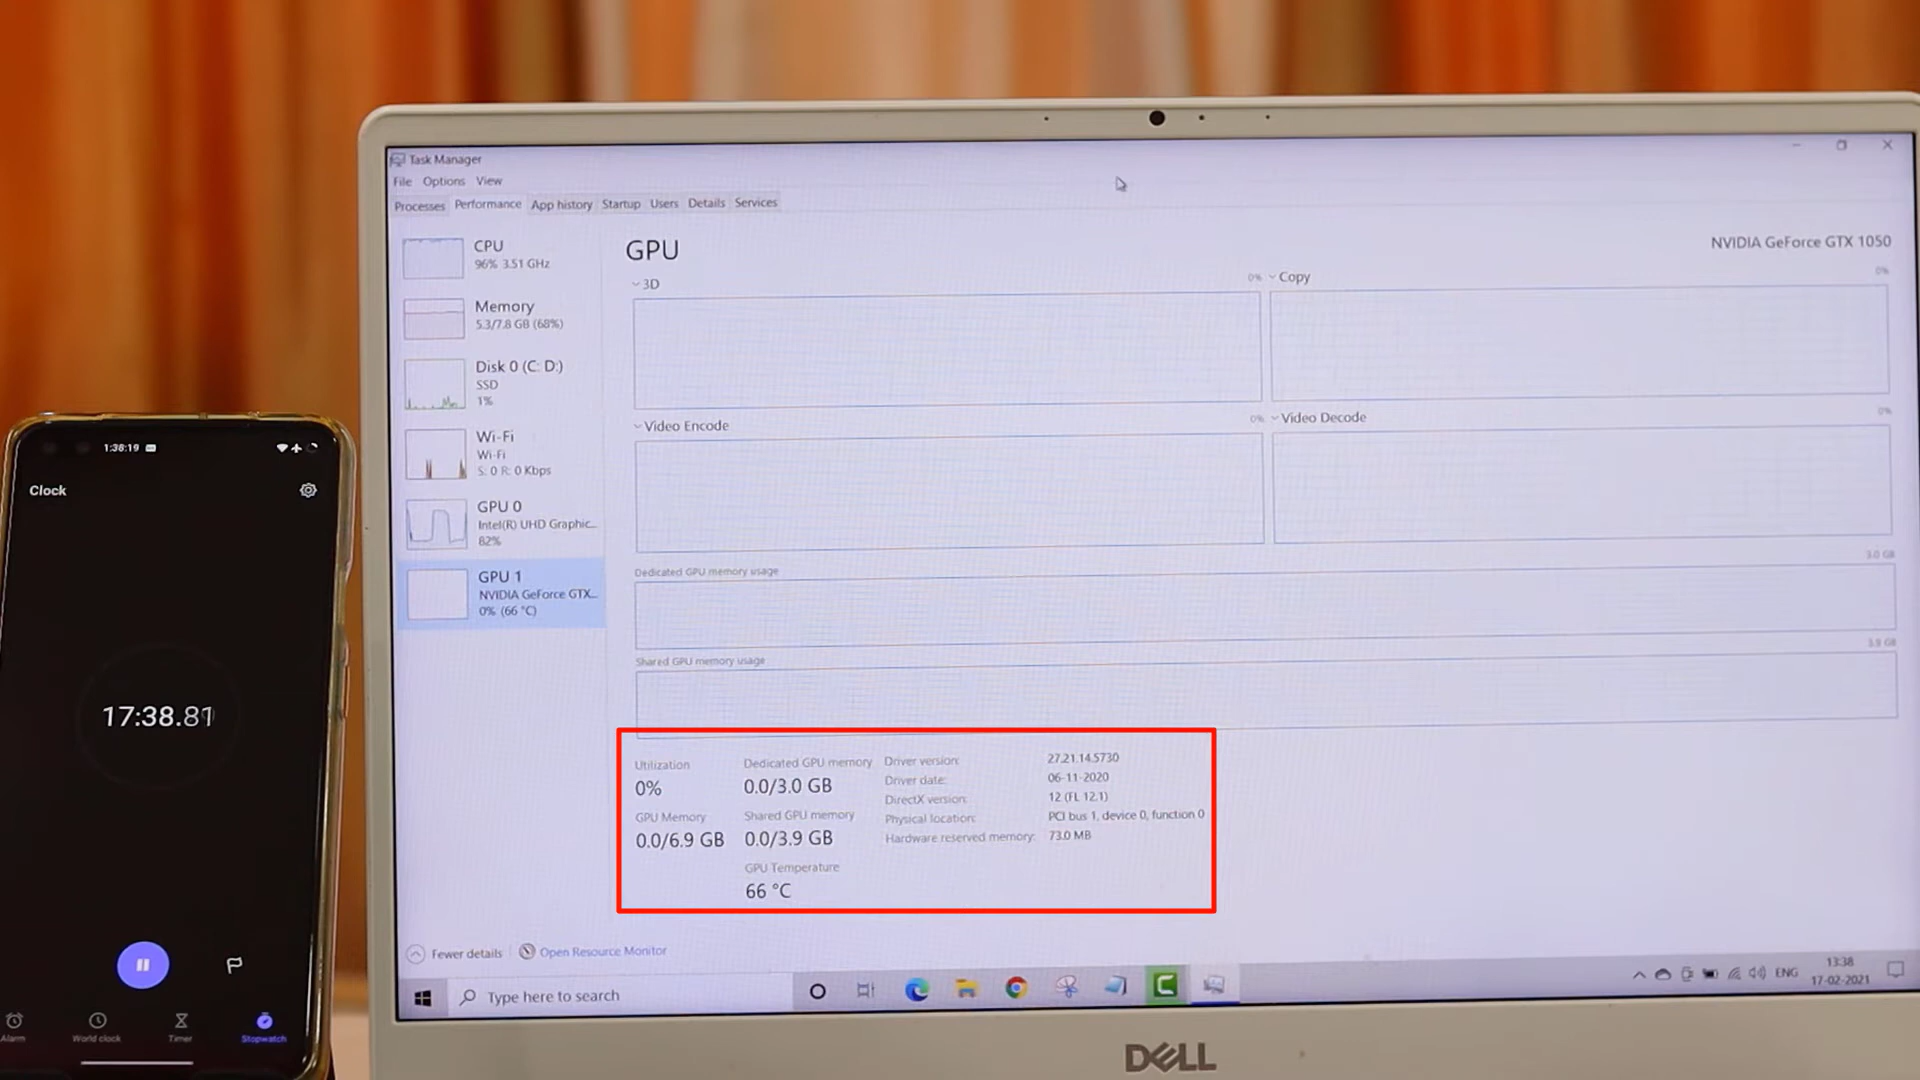 1:38:19
Clock
17:38.81
Alarm
World clock
Timer
Stopwatch
Task Manager
File Options View
Processes Performance App history Startup Users Details Services
CPU
96% 3.51 GHz
Memory
5.3/7.8 GB (68%)
Disk 0 (C: D:)
SSD
1%
Wi-Fi
Wi-Fi
S: 0 R: 0 Kbps
GPU 0
Intel(R) UHD Graphic...
82%
GPU 1
NVIDIA GeForce GTX...
0% (66 °C)
GPU
NVIDIA GeForce GTX 1050
3D 0%
Copy 0%
Video Encode 0%
Video Decode 0%
Dedicated GPU memory usage 3.0 GB
Shared GPU memory usage 3.9 GB
Utilization
0%
Dedicated GPU memory
0.0/3.0 GB
GPU Memory
0.0/6.9 GB
Shared GPU memory
0.0/3.9 GB
GPU Temperature
66 °C
Driver version: 27.21.14.5730
Driver date: 06-11-2020
DirectX version: 12 (FL 12.1)
Physical location: PCI bus 1, device 0, function 0
Hardware reserved memory: 73.0 MB
Fewer details Open Resource Monitor
Type here to search
ENG
13:38
17-02-2021
DELL